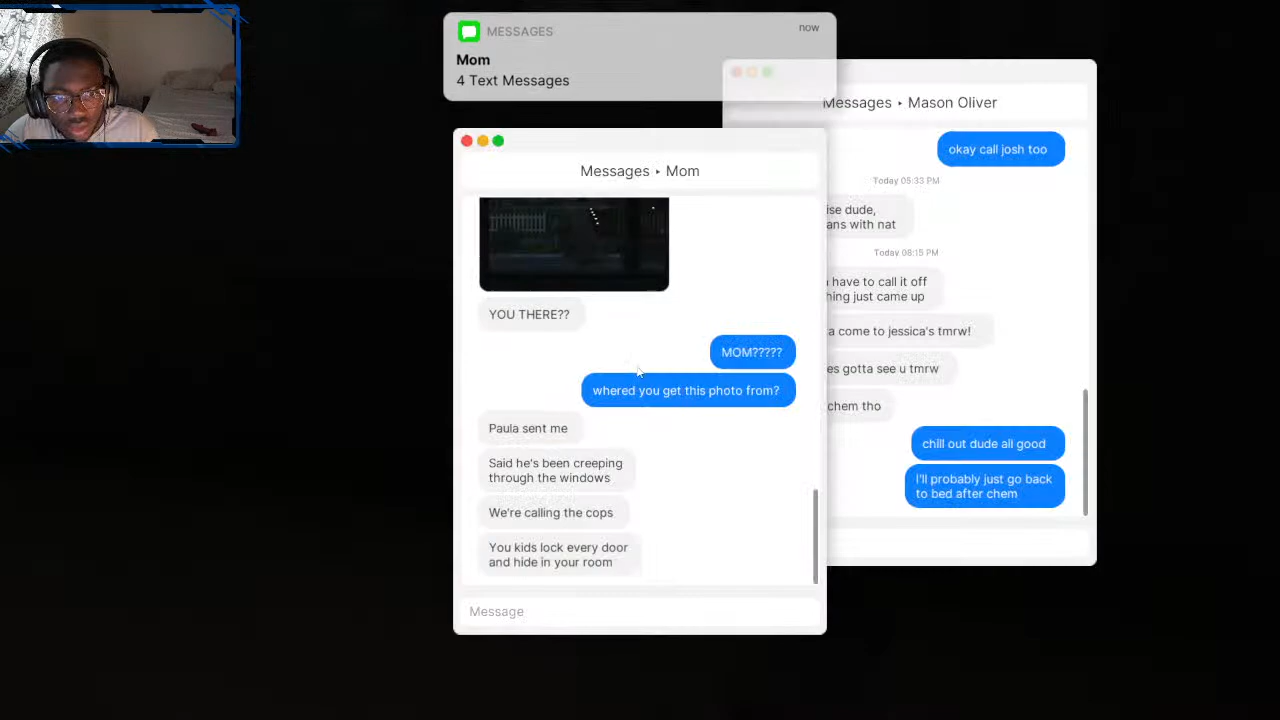 MESSAGES
now
Mom
4 Text Messages
Messages ▸ Mason Oliver
okay call josh too
Today 05:33 PM
dude,
with nat
Today 08:15 PM
have to call it off
just came up
come to jessica's tmrw!
gotta see u tmrw
chem tho
chill out dude all good
I'll probably just go back
to bed after chem
Messages ▸ Mom
YOU THERE??
MOM?????
whered you get this photo from?
Paula sent me
Said he's been creeping
through the windows
We're calling the cops
You kids lock every door
and hide in your room
Message